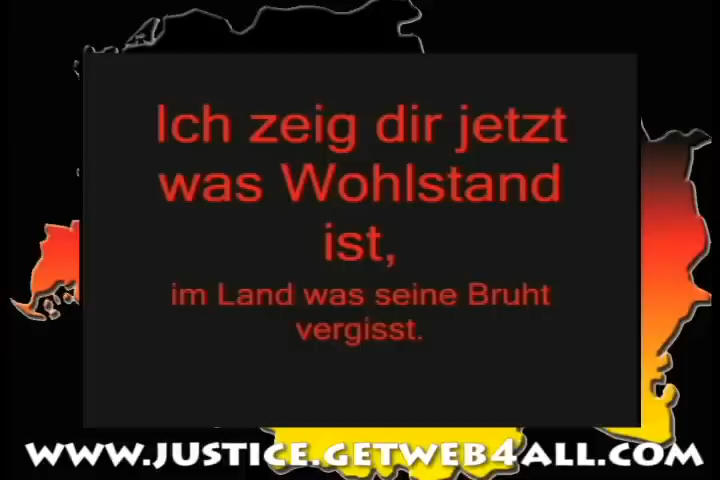 Ich zeig dir jetzt
was Wohlstand
ist,
im Land was seine Bruht
vergisst.
WWW.JUSTICE.GETWEB4ALL.COM